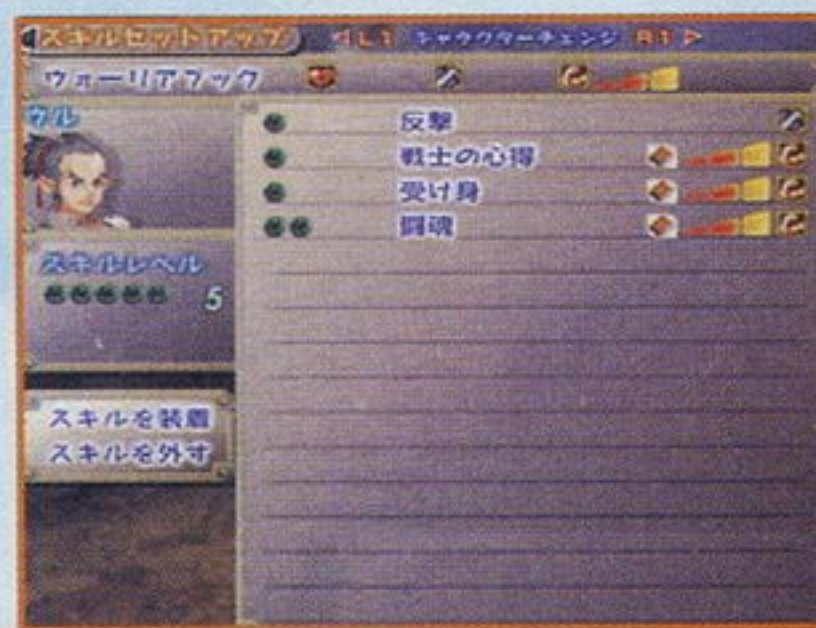 スキルセットアップ ◁L1 キャラクターチェンジ R1▷
ウォーリアブック
ウル
反撃
戦士の心得
受け身
闘魂
スキルレベル
5
スキルを装着
スキルを外す